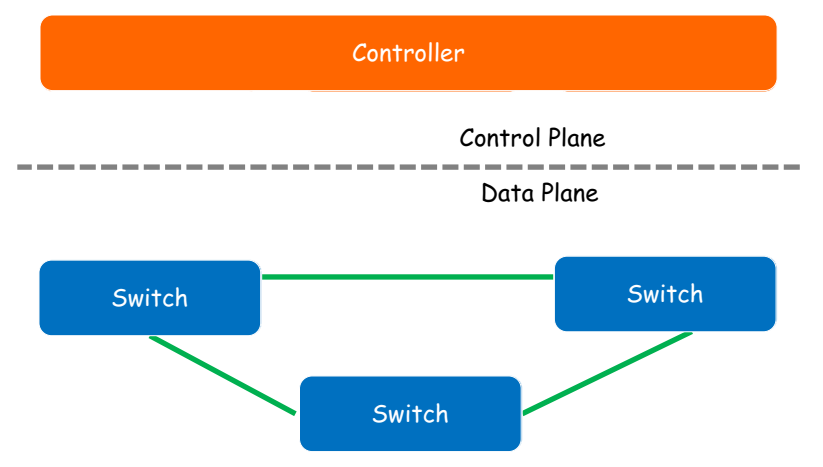 Controller
Control Plane
Data Plane
Switch
Switch
Switch